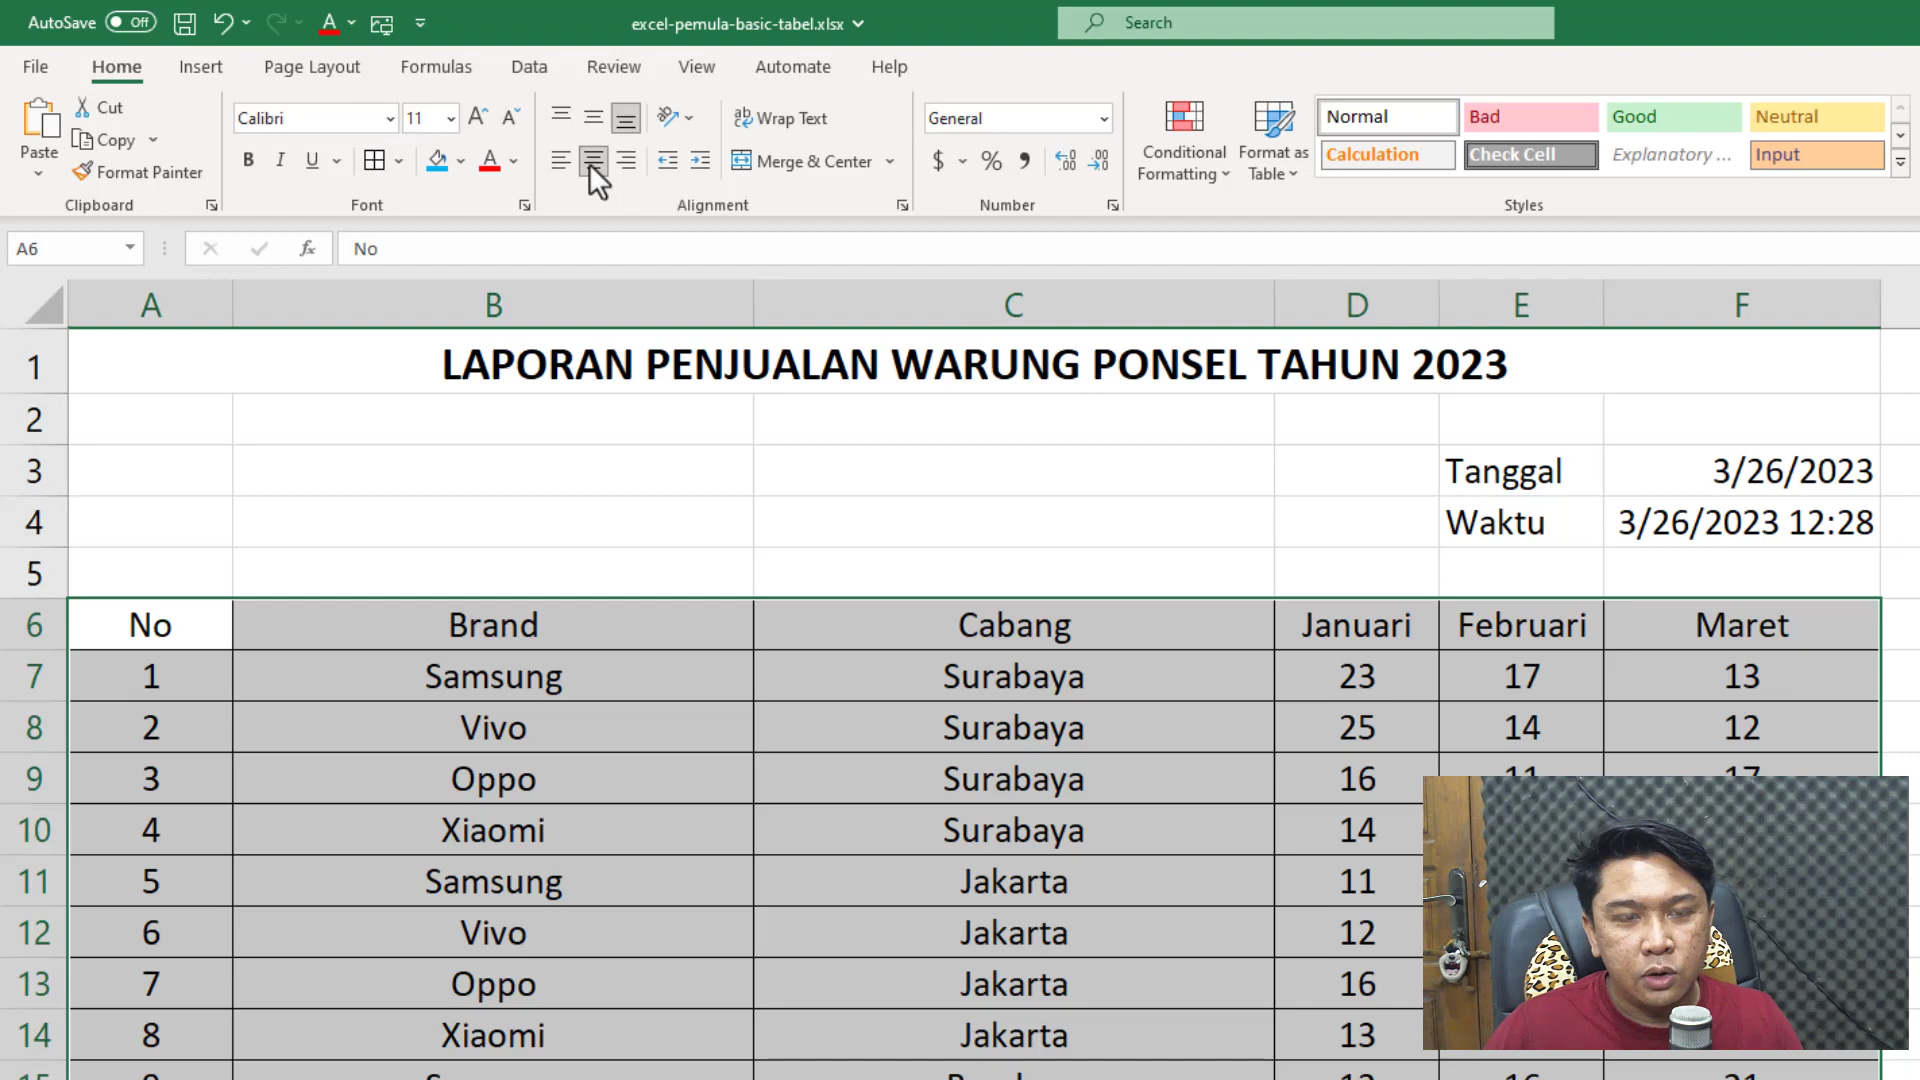 AutoSave Off excel-pemula-basic-tabel.xlsx Search
File Home Insert Page Layout Formulas Data Review View Automate Help
Paste Cut Copy Format Painter Clipboard
Calibri 11 B I U A Font
ab Wrap Text Merge & Center Alignment
General $ % Number
Conditional Formatting Format as Table
Normal Bad Good Neutral
Calculation Check Cell Explanatory ... Input
Styles
A6 fx No
A B C D E F
1 LAPORAN PENJUALAN WARUNG PONSEL TAHUN 2023
2
3 Tanggal 3/26/2023
4 Waktu 3/26/2023 12:28
5
6 No Brand Cabang Januari Februari Maret
7 1 Samsung Surabaya 23 17 13
8 2 Vivo Surabaya 25 14 12
9 3 Oppo Surabaya 16
10 4 Xiaomi Surabaya 14
11 5 Samsung Jakarta 11
12 6 Vivo Jakarta 12
13 7 Oppo Jakarta 16
14 8 Xiaomi Jakarta 13